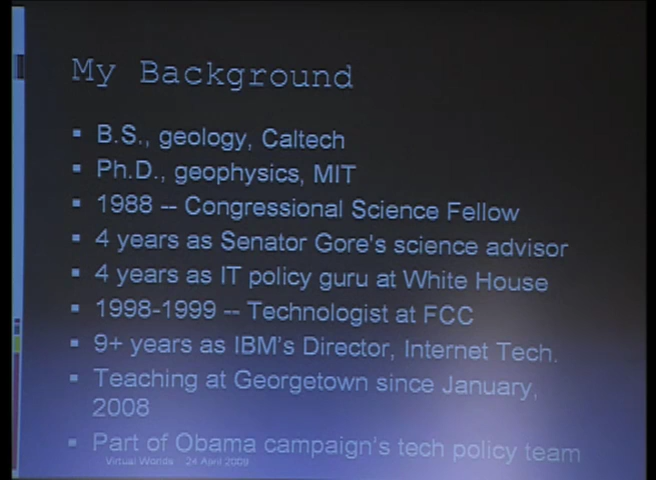 My Background
▪ B.S., geology, Caltech
▪ Ph.D., geophysics, MIT
▪ 1988 -- Congressional Science Fellow
▪ 4 years as Senator Gore's science advisor
▪ 4 years as IT policy guru at White House
▪ 1998-1999 -- Technologist at FCC
▪ 9+ years as IBM's Director, Internet Tech.
▪ Teaching at Georgetown since January,
2008
▪ Part of Obama campaign's tech policy team
Virtual Worlds 24 April 2009